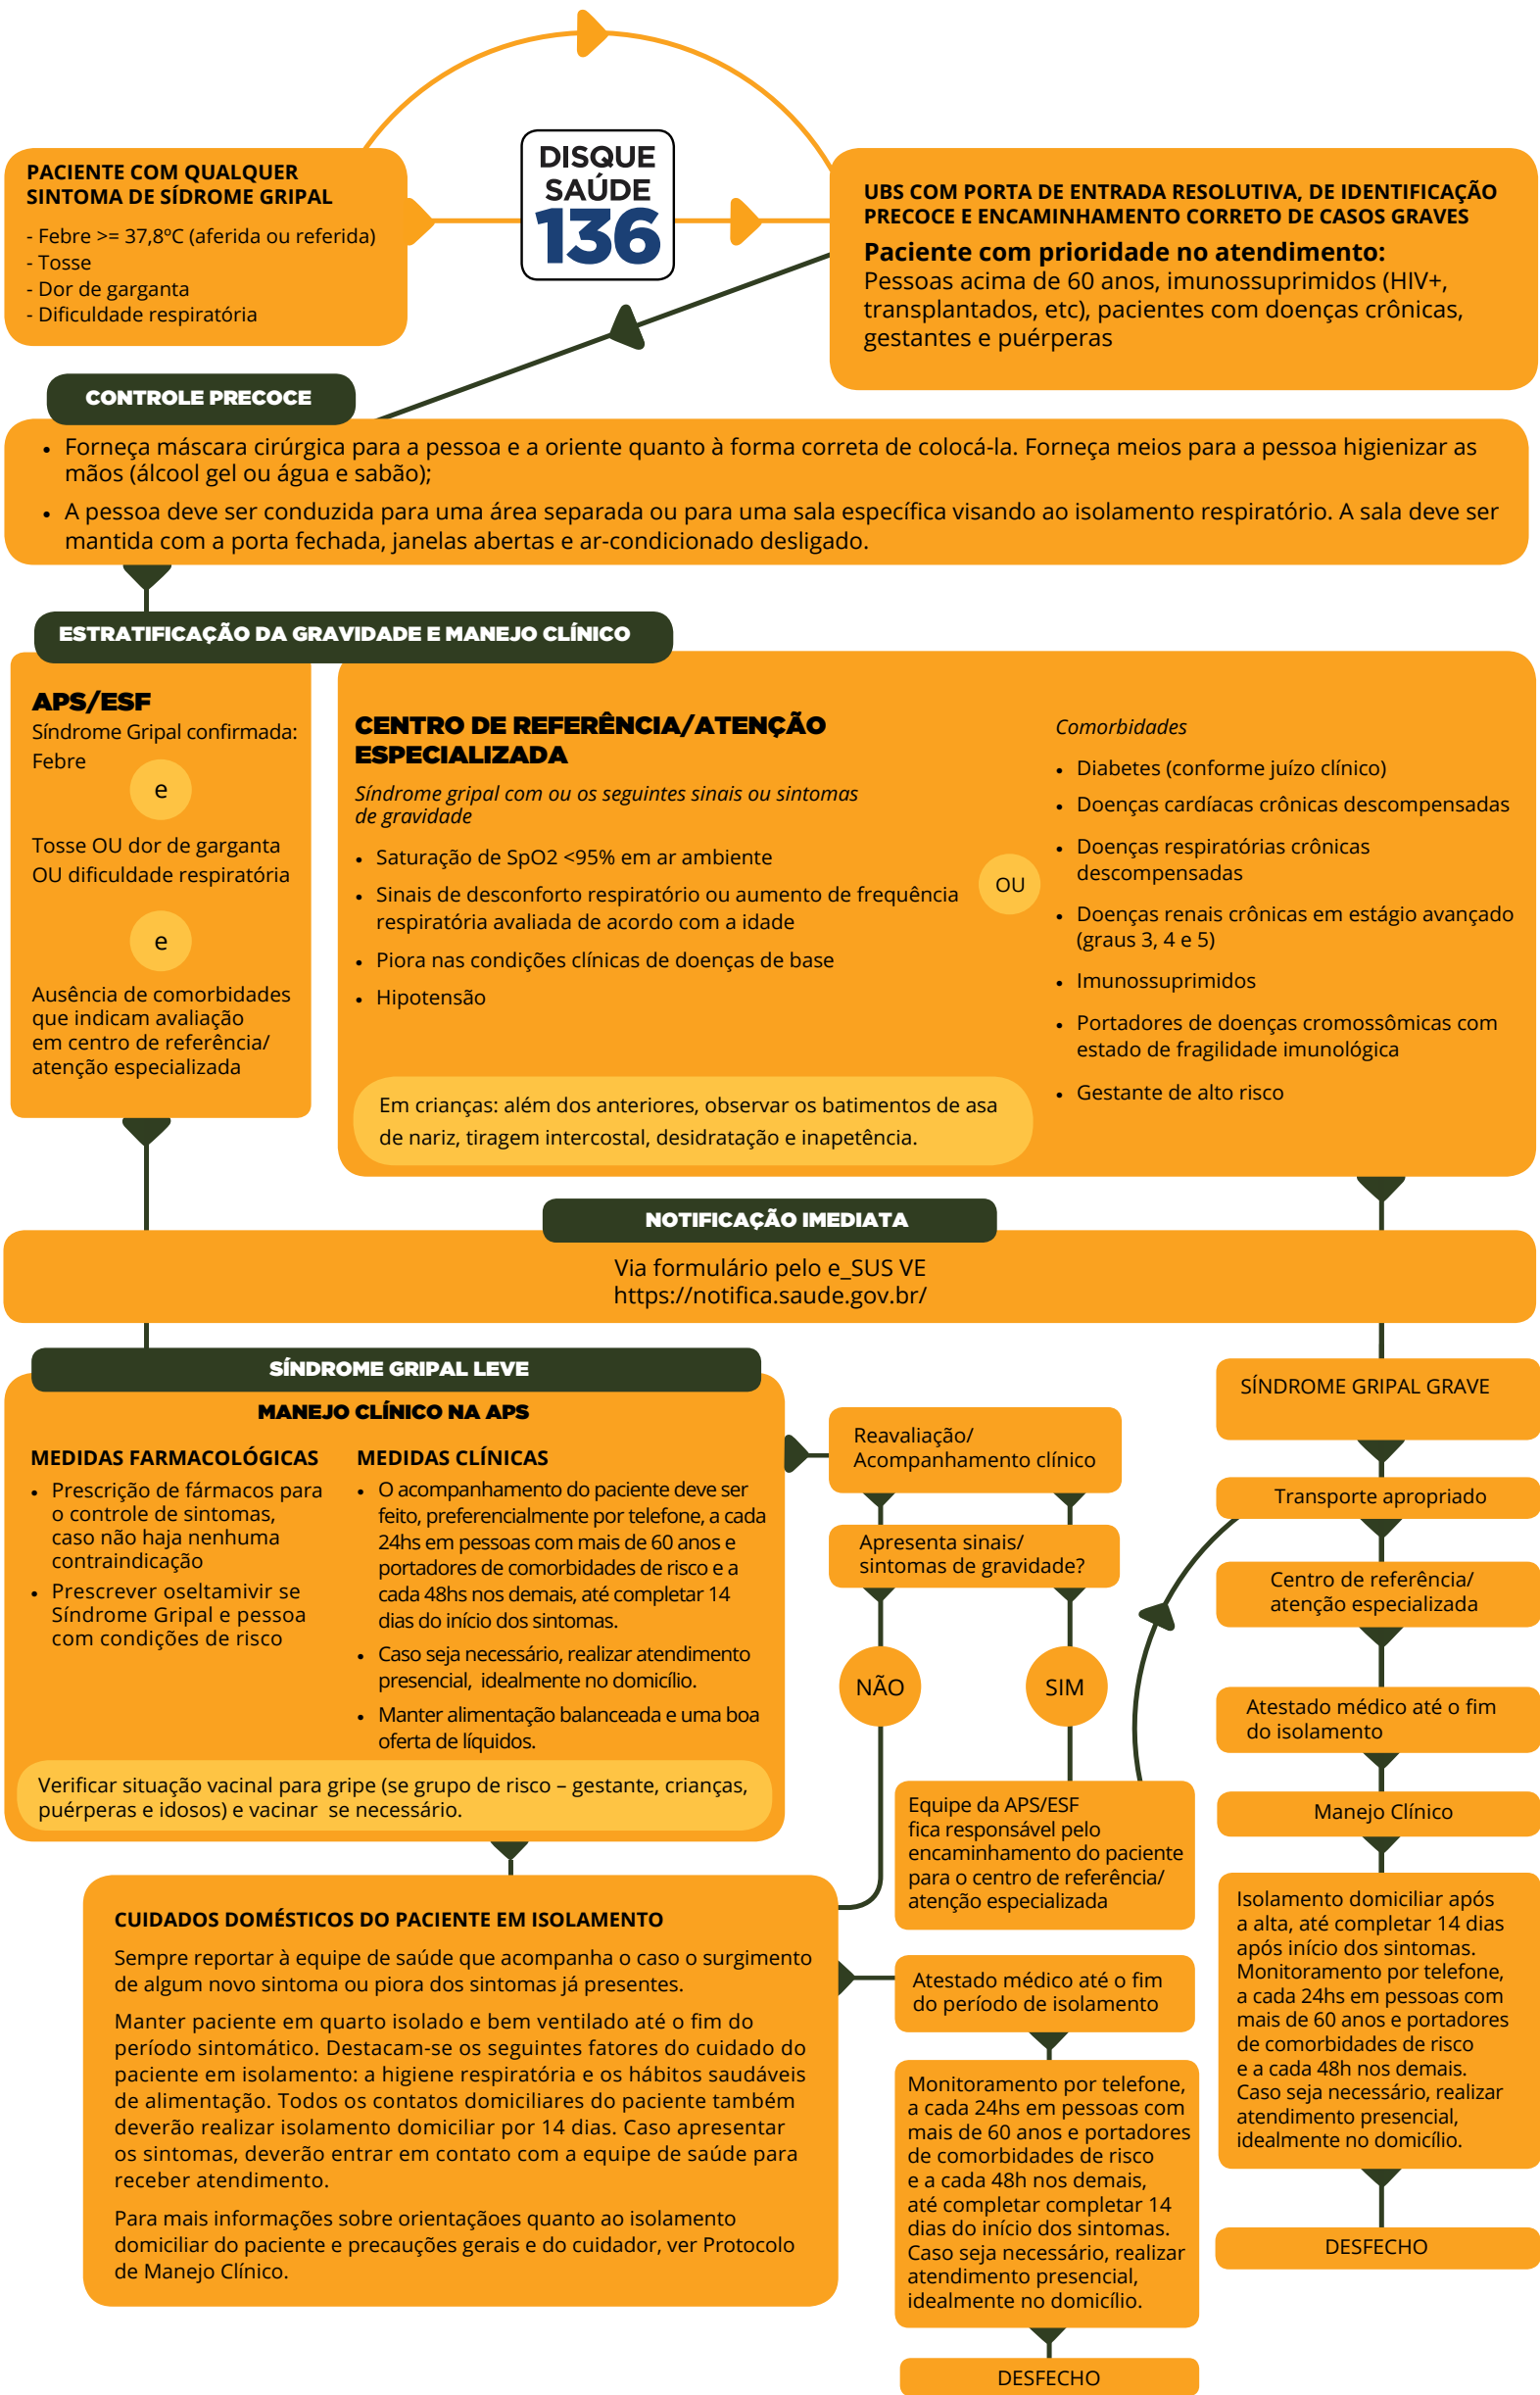 PACIENTE COM QUALQUER
SINTOMA DE SÍDROME GRIPAL
- Febre >= 37,8ºC (aferida ou referida)
- Tosse
- Dor de garganta
- Dificuldade respiratória
DISQUE
SAÚDE
136
UBS COM PORTA DE ENTRADA RESOLUTIVA, DE IDENTIFICAÇÃO
PRECOCE E ENCAMINHAMENTO CORRETO DE CASOS GRAVES
Paciente com prioridade no atendimento:
Pessoas acima de 60 anos, imunossuprimidos (HIV+,
transplantados, etc), pacientes com doenças crônicas,
gestantes e puérperas
CONTROLE PRECOCE
• Forneça máscara cirúrgica para a pessoa e a oriente quanto à forma correta de colocá-la. Forneça meios para a pessoa higienizar as
mãos (álcool gel ou água e sabão);
• A pessoa deve ser conduzida para uma área separada ou para uma sala específica visando ao isolamento respiratório. A sala deve ser
mantida com a porta fechada, janelas abertas e ar-condicionado desligado.
ESTRATIFICAÇÃO DA GRAVIDADE E MANEJO CLÍNICO
APS/ESF
Síndrome Gripal confirmada:
Febre
e
Tosse OU dor de garganta
OU dificuldade respiratória
e
Ausência de comorbidades
que indicam avaliação
em centro de referência/
atenção especializada
CENTRO DE REFERÊNCIA/ATENÇÃO
ESPECIALIZADA
Síndrome gripal com ou os seguintes sinais ou sintomas
de gravidade
• Saturação de SpO2 <95% em ar ambiente
• Sinais de desconforto respiratório ou aumento de frequência
respiratória avaliada de acordo com a idade
• Piora nas condições clínicas de doenças de base
• Hipotensão
Em crianças: além dos anteriores, observar os batimentos de asa
de nariz, tiragem intercostal, desidratação e inapetência.
OU
Comorbidades
• Diabetes (conforme juízo clínico)
• Doenças cardíacas crônicas descompensadas
• Doenças respiratórias crônicas
descompensadas
• Doenças renais crônicas em estágio avançado
(graus 3, 4 e 5)
• Imunossuprimidos
• Portadores de doenças cromossômicas com
estado de fragilidade imunológica
• Gestante de alto risco
NOTIFICAÇÃO IMEDIATA
Via formulário pelo e_SUS VE
https://notifica.saude.gov.br/
SÍNDROME GRIPAL LEVE
MANEJO CLÍNICO NA APS
MEDIDAS FARMACOLÓGICAS
• Prescrição de fármacos para
o controle de sintomas,
caso não haja nenhuma
contraindicação
• Prescrever oseltamivir se
Síndrome Gripal e pessoa
com condições de risco
MEDIDAS CLÍNICAS
• O acompanhamento do paciente deve ser
feito, preferencialmente por telefone, a cada
24hs em pessoas com mais de 60 anos e
portadores de comorbidades de risco e a
cada 48hs nos demais, até completar 14
dias do início dos sintomas.
• Caso seja necessário, realizar atendimento
presencial, idealmente no domicílio.
• Manter alimentação balanceada e uma boa
oferta de líquidos.
Verificar situação vacinal para gripe (se grupo de risco – gestante, crianças,
puérperas e idosos) e vacinar se necessário.
CUIDADOS DOMÉSTICOS DO PACIENTE EM ISOLAMENTO
Sempre reportar à equipe de saúde que acompanha o caso o surgimento
de algum novo sintoma ou piora dos sintomas já presentes.
Manter paciente em quarto isolado e bem ventilado até o fim do
período sintomático. Destacam-se os seguintes fatores do cuidado do
paciente em isolamento: a higiene respiratória e os hábitos saudáveis
de alimentação. Todos os contatos domiciliares do paciente também
deverão realizar isolamento domiciliar por 14 dias. Caso apresentar
os sintomas, deverão entrar em contato com a equipe de saúde para
receber atendimento.
Para mais informações sobre orientaçãoes quanto ao isolamento
domiciliar do paciente e precauções gerais e do cuidador, ver Protocolo
de Manejo Clínico.
Reavaliação/
Acompanhamento clínico
Apresenta sinais/
sintomas de gravidade?
NÃO
SIM
Equipe da APS/ESF
fica responsável pelo
encaminhamento do paciente
para o centro de referência/
atenção especializada
Atestado médico até o fim
do período de isolamento
Monitoramento por telefone,
a cada 24hs em pessoas com
mais de 60 anos e portadores
de comorbidades de risco
e a cada 48h nos demais,
até completar completar 14
dias do início dos sintomas.
Caso seja necessário, realizar
atendimento presencial,
idealmente no domicílio.
DESFECHO
SÍNDROME GRIPAL GRAVE
Transporte apropriado
Centro de referência/
atenção especializada
Atestado médico até o fim
do isolamento
Manejo Clínico
Isolamento domiciliar após
a alta, até completar 14 dias
após início dos sintomas.
Monitoramento por telefone,
a cada 24hs em pessoas com
mais de 60 anos e portadores
de comorbidades de risco
e a cada 48h nos demais.
Caso seja necessário, realizar
atendimento presencial,
idealmente no domicílio.
DESFECHO